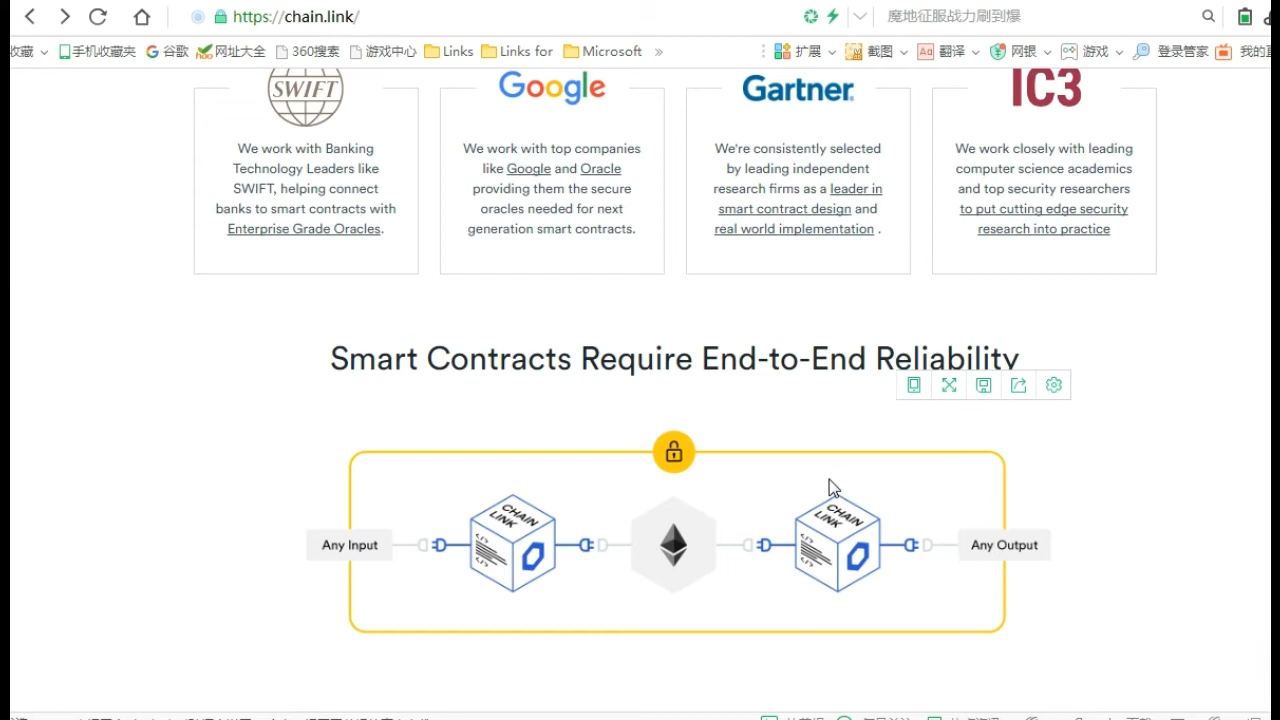 https://chain.link/
魔地征服战力刷到爆
收藏 手机收藏夹 谷歌 网址大全 360搜索 游戏中心 Links Links for Microsoft » 扩展 截图 翻译 网银 游戏 登录管家 我的
SWIFT
Google
Gartner
IC3
We work with Banking
Technology Leaders like
SWIFT, helping connect
banks to smart contracts with
Enterprise Grade Oracles.
We work with top companies
like Google and Oracle
providing them the secure
oracles needed for next
generation smart contracts.
We're consistently selected
by leading independent
research firms as a leader in
smart contract design and
real world implementation .
We work closely with leading
computer science academics
and top security researchers
to put cutting edge security
research into practice
Smart Contracts Require End-to-End Reliability
Any Input
CHAIN
LINK
CHAIN
LINK
Any Output